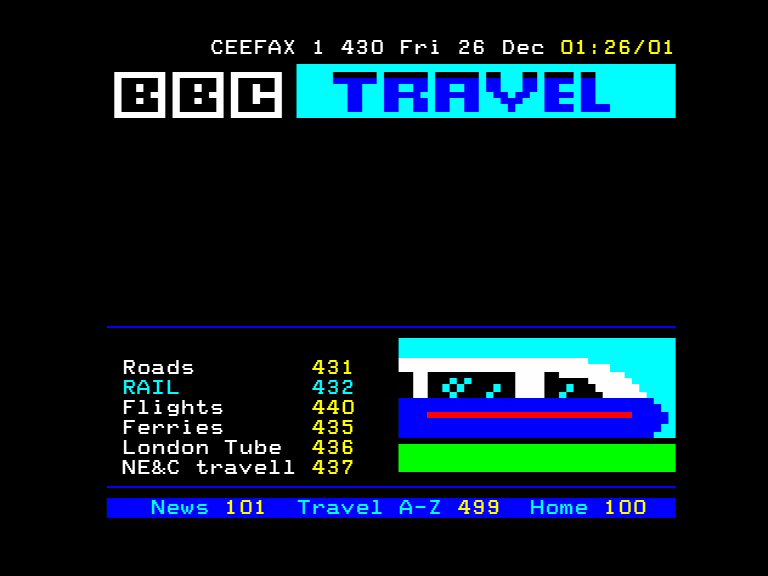 CEEFAX 1 430 Fri 26 Dec 01:26/01
BBC TRAVEL
Roads 431
RAIL 432
Flights 440
Ferries 435
London Tube 436
NE&C travell 437
News 101 Travel A-Z 499 Home 100